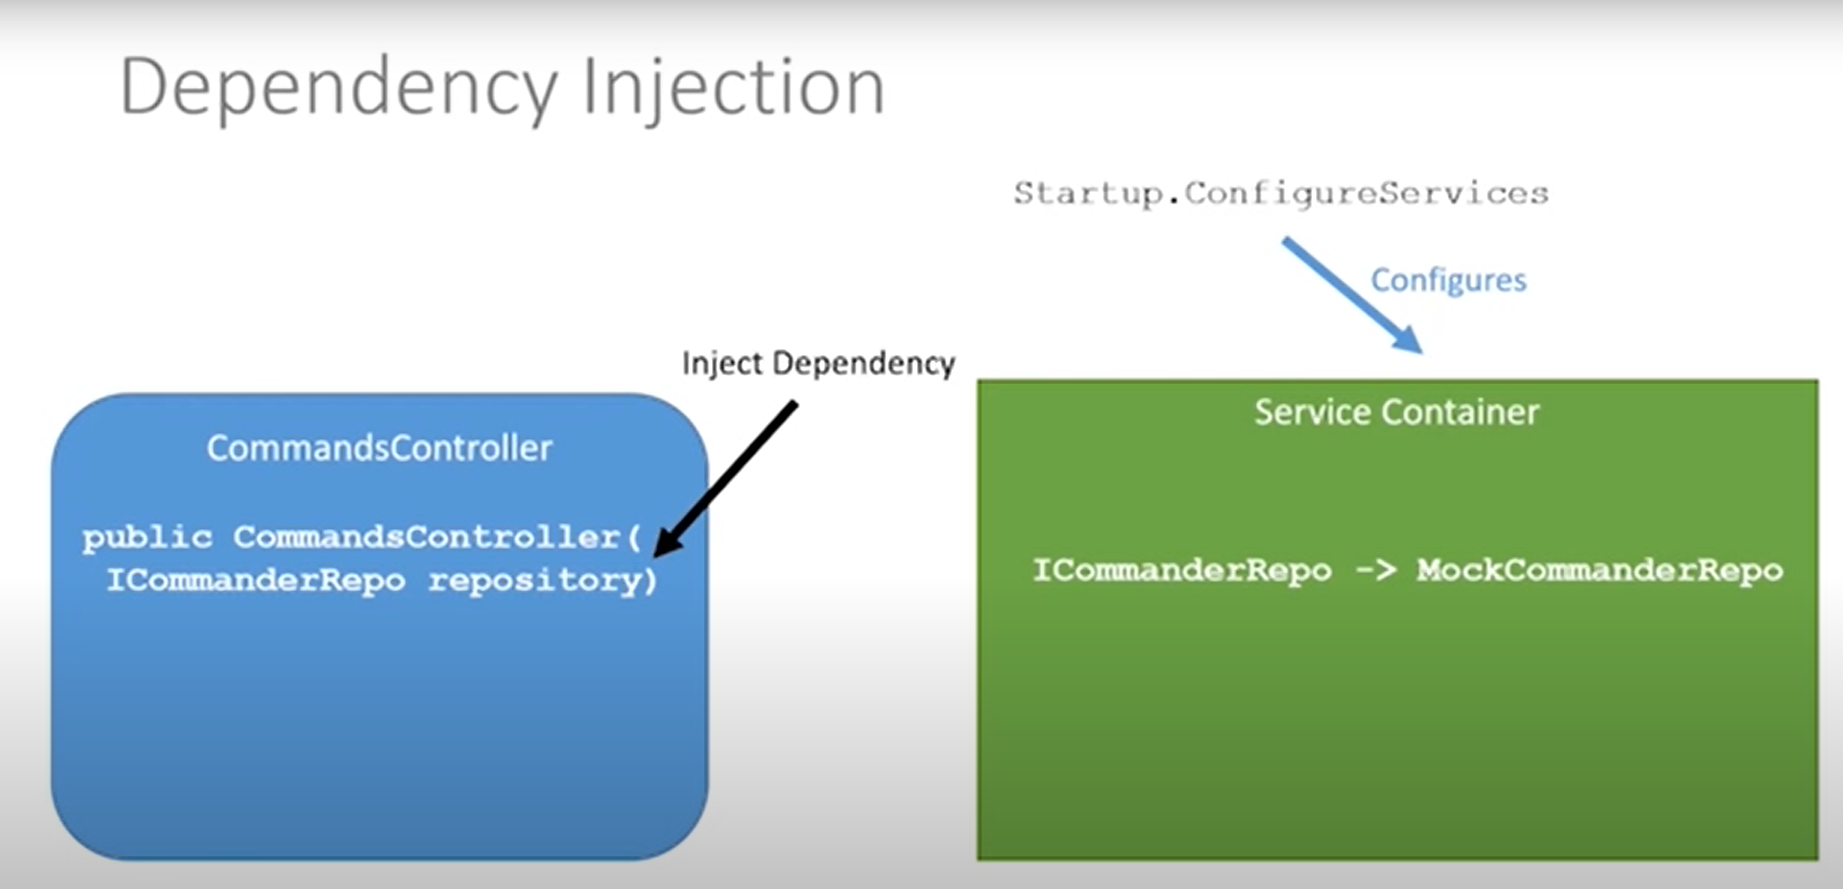 Dependency Injection
Startup.ConfigureServices
Configures
Inject Dependency
CommandsController
public CommandsController(
ICommanderRepo repository)
Service Container
ICommanderRepo -> MockCommanderRepo